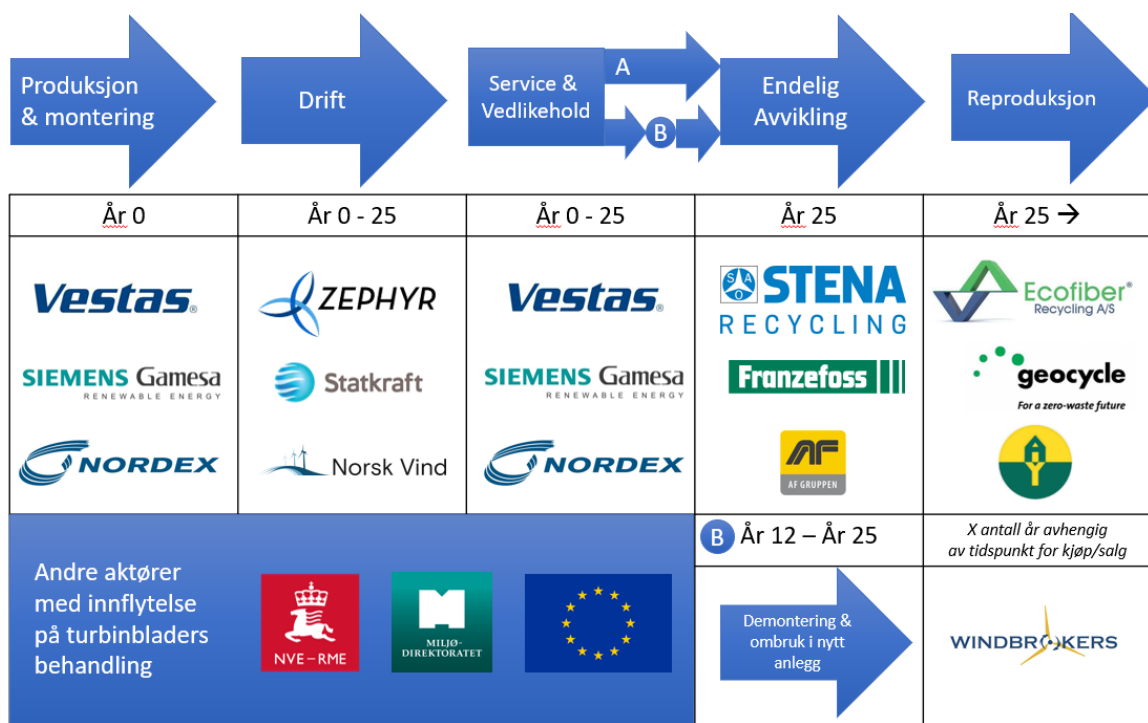 Produksjon
& montering
Drift
Service &
Vedlikehold
A
B
Endelig
Avvikling
Reproduksjon
År 0
År 0 - 25
År 0 - 25
År 25
År 25 →
Vestas®
ZEPHYR
Vestas®
SAO
STENA
RECYCLING
Ecofiber®
Recycling A/S
SIEMENS Gamesa
RENEWABLE ENERGY
Statkraft
SIEMENS Gamesa
RENEWABLE ENERGY
Franzefoss
geocycle
For a zero-waste future
NORDEX
Norsk Vind
NORDEX
AF
AF GRUPPEN
Andre aktører
med innflytelse
på turbinbladers
behandling
NVE – RME
MILJØ-
DIREKTORATET
B
År 12 – År 25
X antall år avhengig
av tidspunkt for kjøp/salg
Demontering &
ombruk i nytt
anlegg
WINDBROKERS